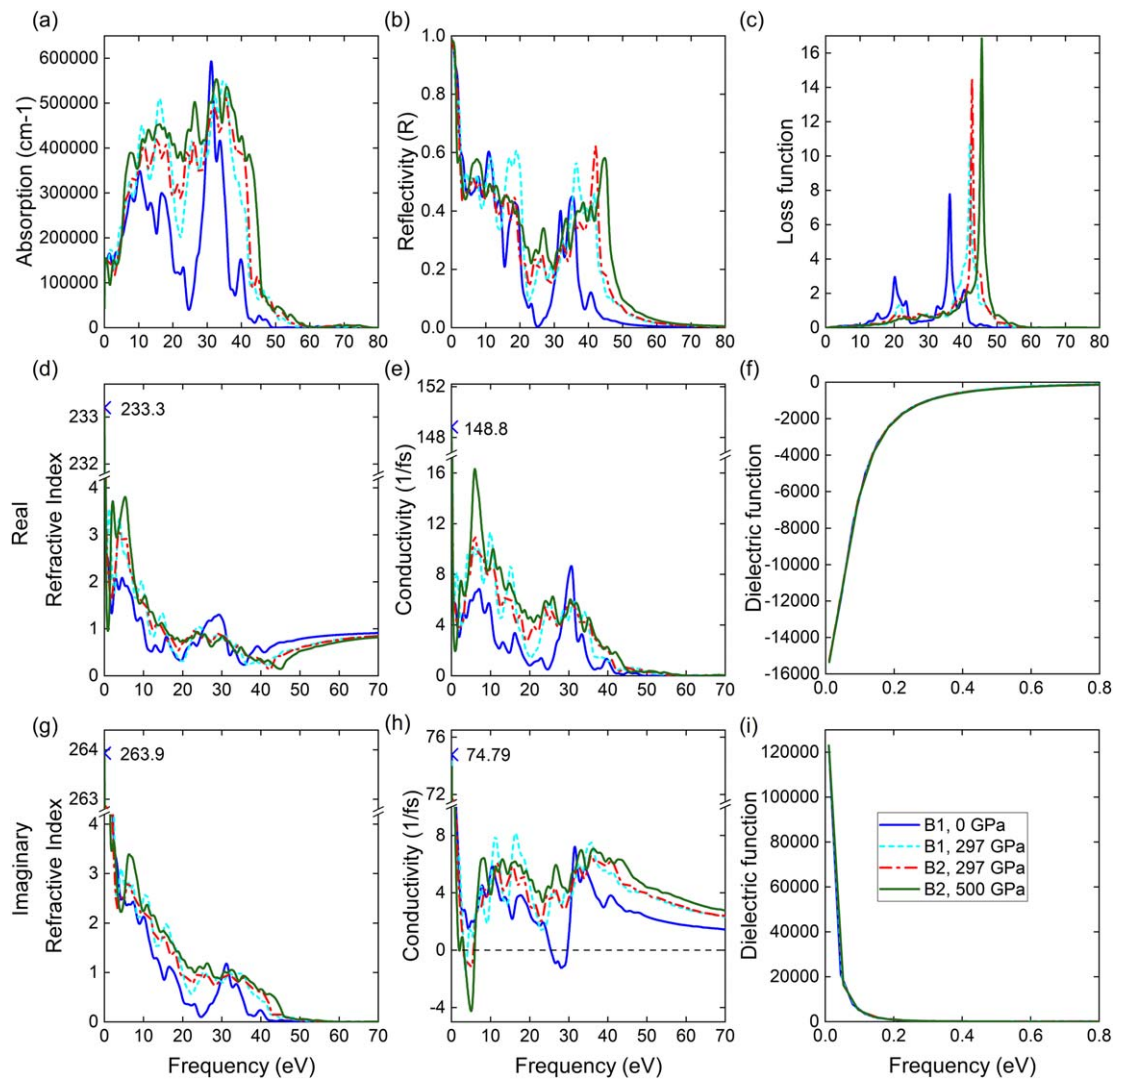 (a)
(b)
(c)
600000
500000
400000
300000
200000
100000
0
Absorption (cm-1)
0 10 20 30 40 50 60 70 80
1.0
0.8
0.6
0.4
0.2
0.0
Reflectivity (R)
0 10 20 30 40 50 60 70 80
16
14
12
10
8
6
4
2
0
Loss function
0 10 20 30 40 50 60 70 80
(d)
(e)
(f)
Real
Refractive Index
233
232
4
3
2
1
0
233.3
0 10 20 30 40 50 60 70
Conductivity (1/fs)
152
148
16
12
8
4
0
148.8
0 10 20 30 40 50 60 70
Dielectric function
0
-2000
-4000
-6000
-8000
-10000
-12000
-14000
-16000
0.0 0.2 0.4 0.6 0.8
(g)
(h)
(i)
Imaginary
Refractive Index
264
263
4
3
2
1
0
263.9
0 10 20 30 40 50 60 70
Frequency (eV)
Conductivity (1/fs)
76
72
8
4
0
-4
74.79
0 10 20 30 40 50 60 70
Frequency (eV)
Dielectric function
120000
100000
80000
60000
40000
20000
0
B1, 0 GPa
B1, 297 GPa
B2, 297 GPa
B2, 500 GPa
0.0 0.2 0.4 0.6 0.8
Frequency (eV)